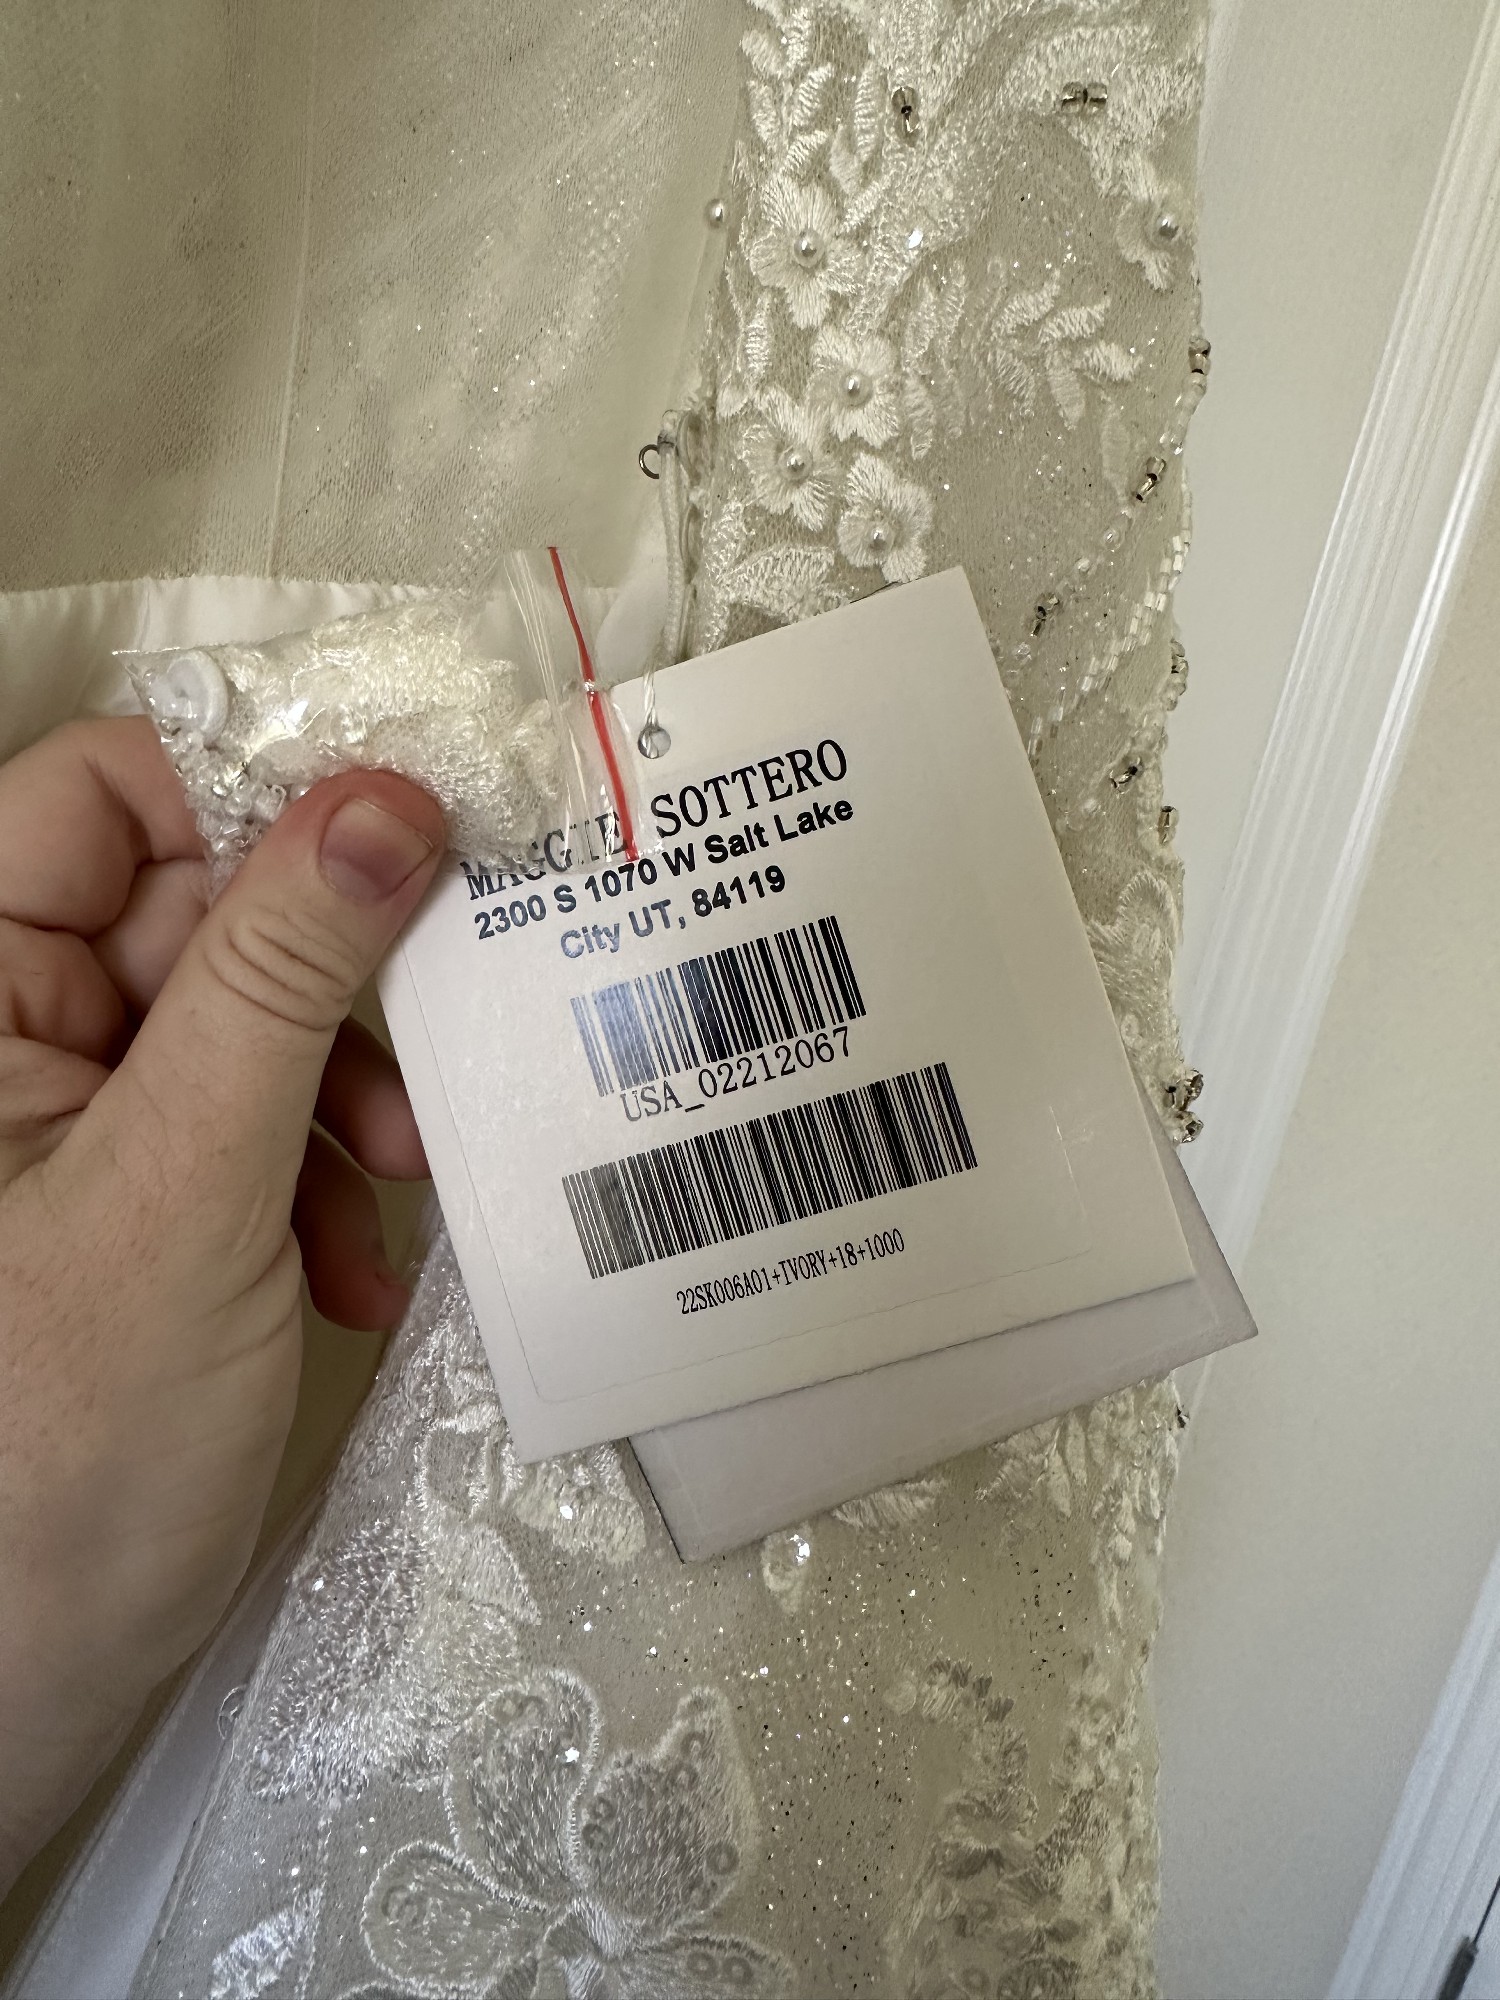 MAGGIE SOTTERO
2300 S 1070 W Salt Lake
City UT, 84119
USA_02212067
22SK006A01+IVORY+18+1000